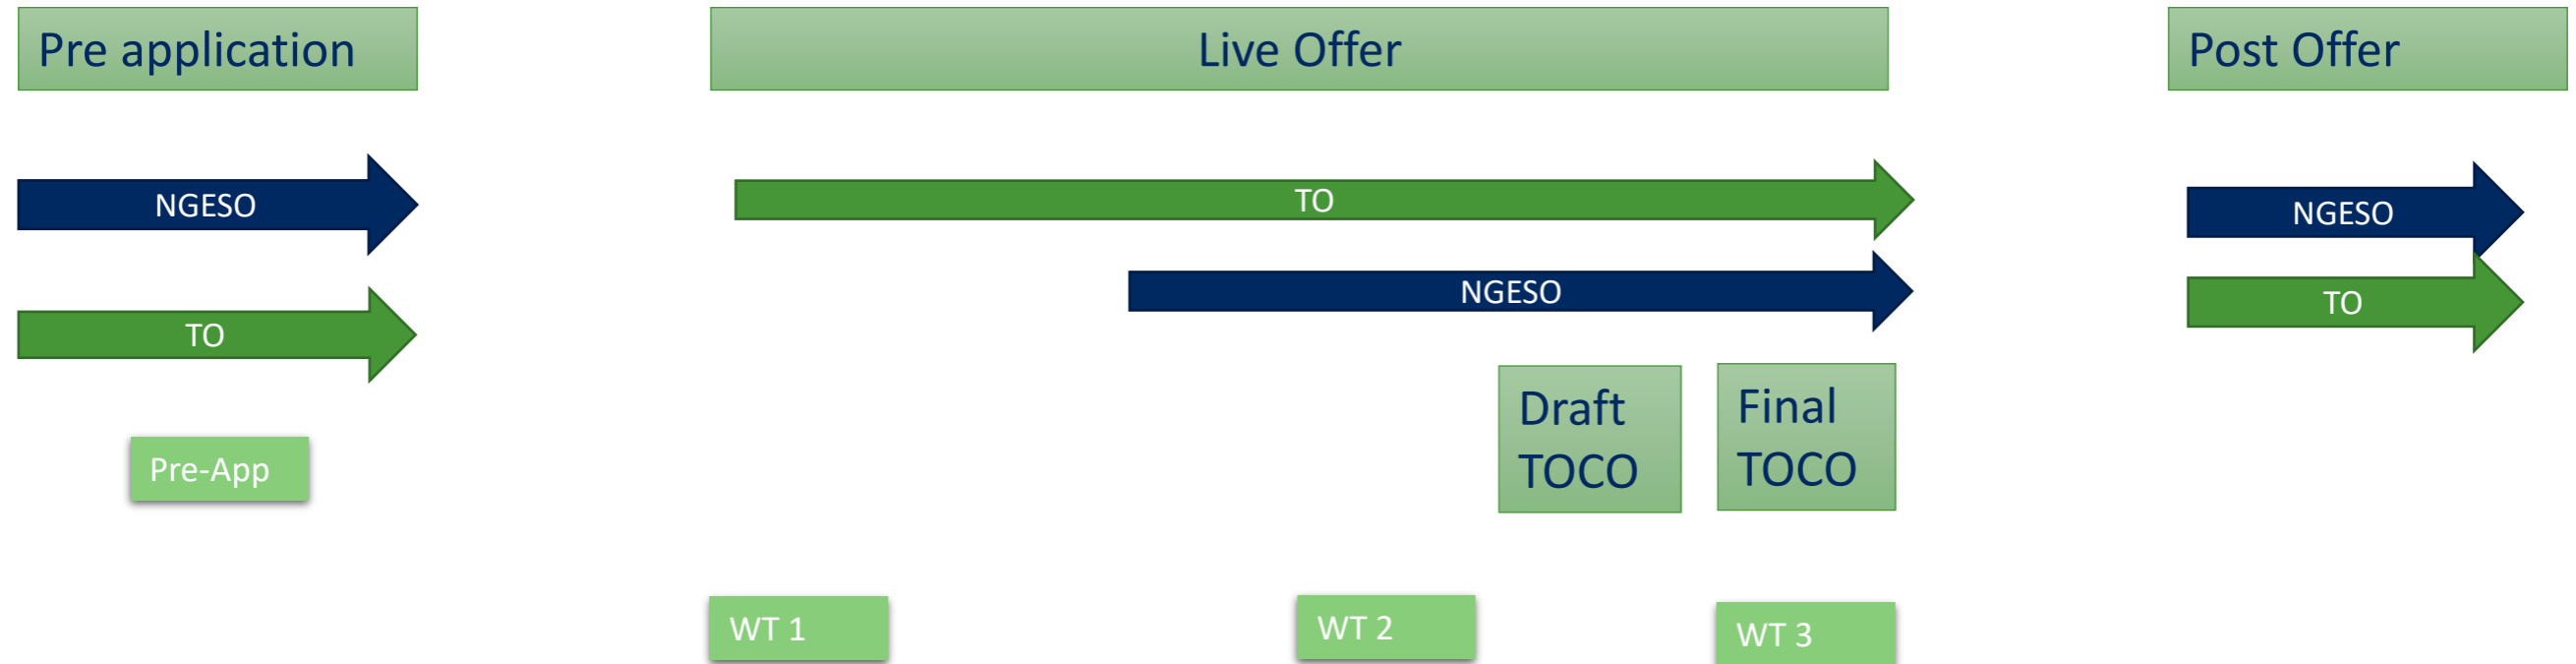 Pre application
Live Offer
Post Offer
NGESO
TO
NGESO
TO
NGESO
TO
Draft
TOCO
Final
TOCO
Pre-App
WT 1
WT 2
WT 3